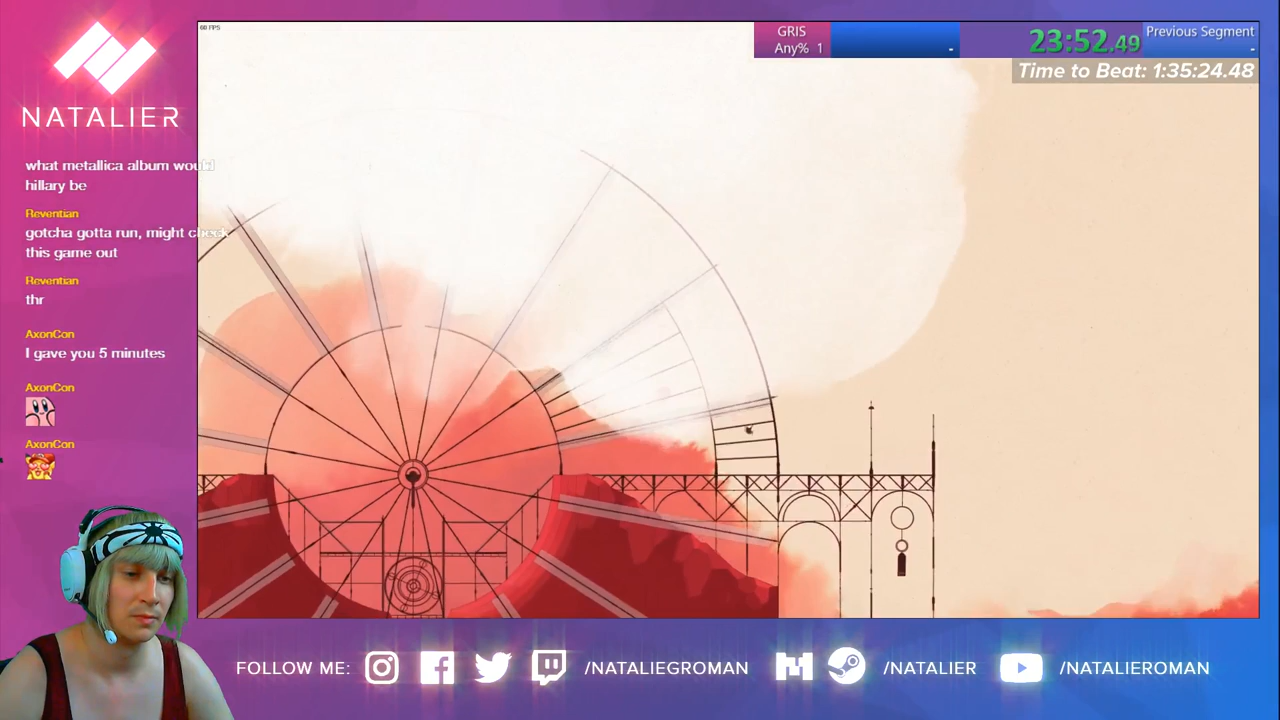 60 FPS
GRIS
Any% 1
-
23:52.49
Previous Segment
-
Time to Beat: 1:35:24.48
NATALIER
what metallica album would
hillary be
Reventian
gotcha gotta run, might check
this game out
Reventian
thr
AxonCon
I gave you 5 minutes
AxonCon
AxonCon
FOLLOW ME:
/NATALIEGROMAN
/NATALIER
/NATALIEROMAN